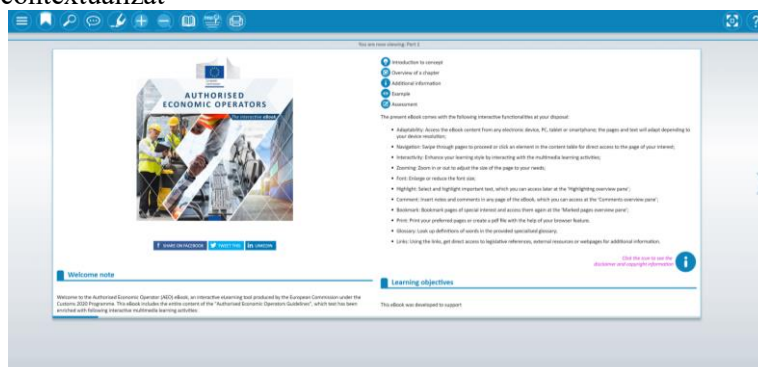 contextualizat
You are now viewing: Part 1
AUTHORISED
ECONOMIC OPERATORS
The interactive eBook
SHARE ON FACEBOOK TWEET THIS LINKEDIN
Welcome note
Welcome to the Authorised Economic Operator (AEO) eBook, an interactive eLearning tool produced by the European Commission under the
Customs 2020 Programme. This eBook includes the entire content of the "Authorised Economic Operators Guidelines", which text has been
enriched with following interactive multimedia learning activities:
Introduction to concept
Overview of a chapter
Additional information
Example
Assessment
The present eBook comes with the following interactive functionalities at your disposal:
• Adaptability: Access the eBook content from any electronic device, PC, tablet or smartphone; the pages and text will adapt depending to
your device resolution;
• Navigation: Swipe through pages to proceed or click an element in the content table for direct access to the page of your interest;
• Interactivity: Enhance your learning style by interacting with the multimedia learning activities;
• Zooming: Zoom in or out to adjust the size of the page to your needs;
• Font: Enlarge or reduce the font size;
• Highlight: Select and highlight important text, which you can access later at the 'Highlighting overview pane';
• Comment: Insert notes and comments in any page of the eBook, which you can access at the 'Comments overview pane';
• Bookmark: Bookmark pages of special interest and access them again at the 'Marked pages overview pane';
• Print: Print your preferred pages or create a pdf file with the help of your browser feature.
• Glossary: Look up definitions of words in the provided specialised glossary.
• Links: Using the links, get direct access to legislative references, external resources or webpages for additional information.
Click the icon to see the
disclaimer and copyright information
Learning objectives
This eBook was developed to support